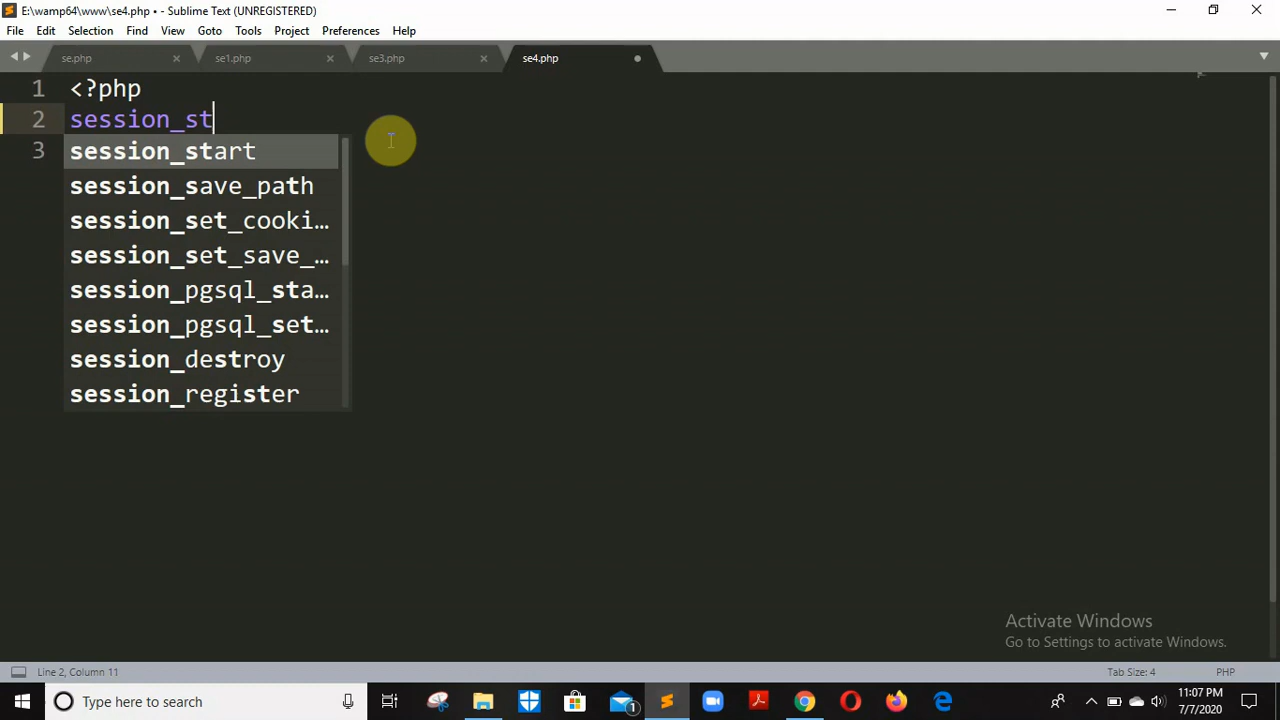 E:\wamp64\www\se4.php • - Sublime Text (UNREGISTERED)
File Edit Selection Find View Goto Tools Project Preferences Help
se.php se1.php se3.php se4.php
1 <?php
2 session_st
session_start
3
session_save_path
session_set_cooki…
session_set_save_…
session_pgsql_sta…
session_pgsql_set…
session_destroy
session_register
Activate Windows
Go to Settings to activate Windows.
Line 2, Column 11 Tab Size: 4 PHP
Type here to search
1
11:07 PM
7/7/2020